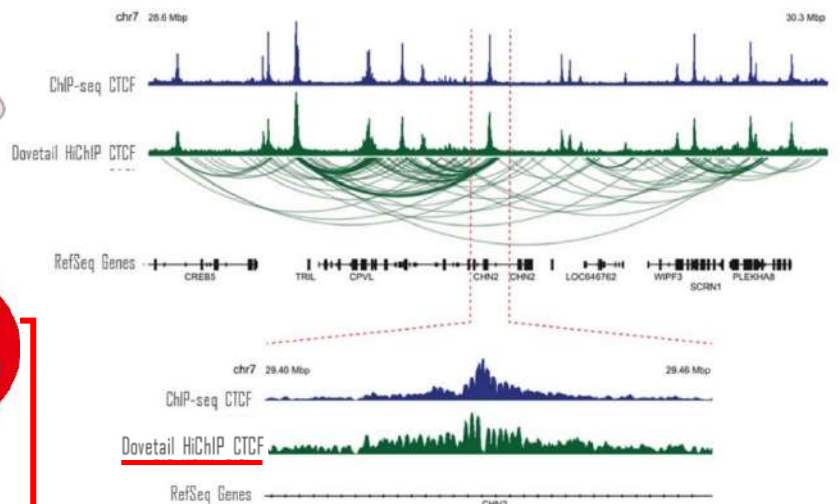 chr7 28.6 Mbp 30.3 Mbp
ChIP-seq CTCF
Dovetail HiChIP CTCF
RefSeq Genes
CREB5 TRIL CPVL CHN2 CHN2 LOC646762 WIPF3 PLEKHA8
SCRN1
chr7 29.40 Mbp 29.46 Mbp
ChIP-seq CTCF
Dovetail HiChIP CTCF
RefSeq Genes
CHN2